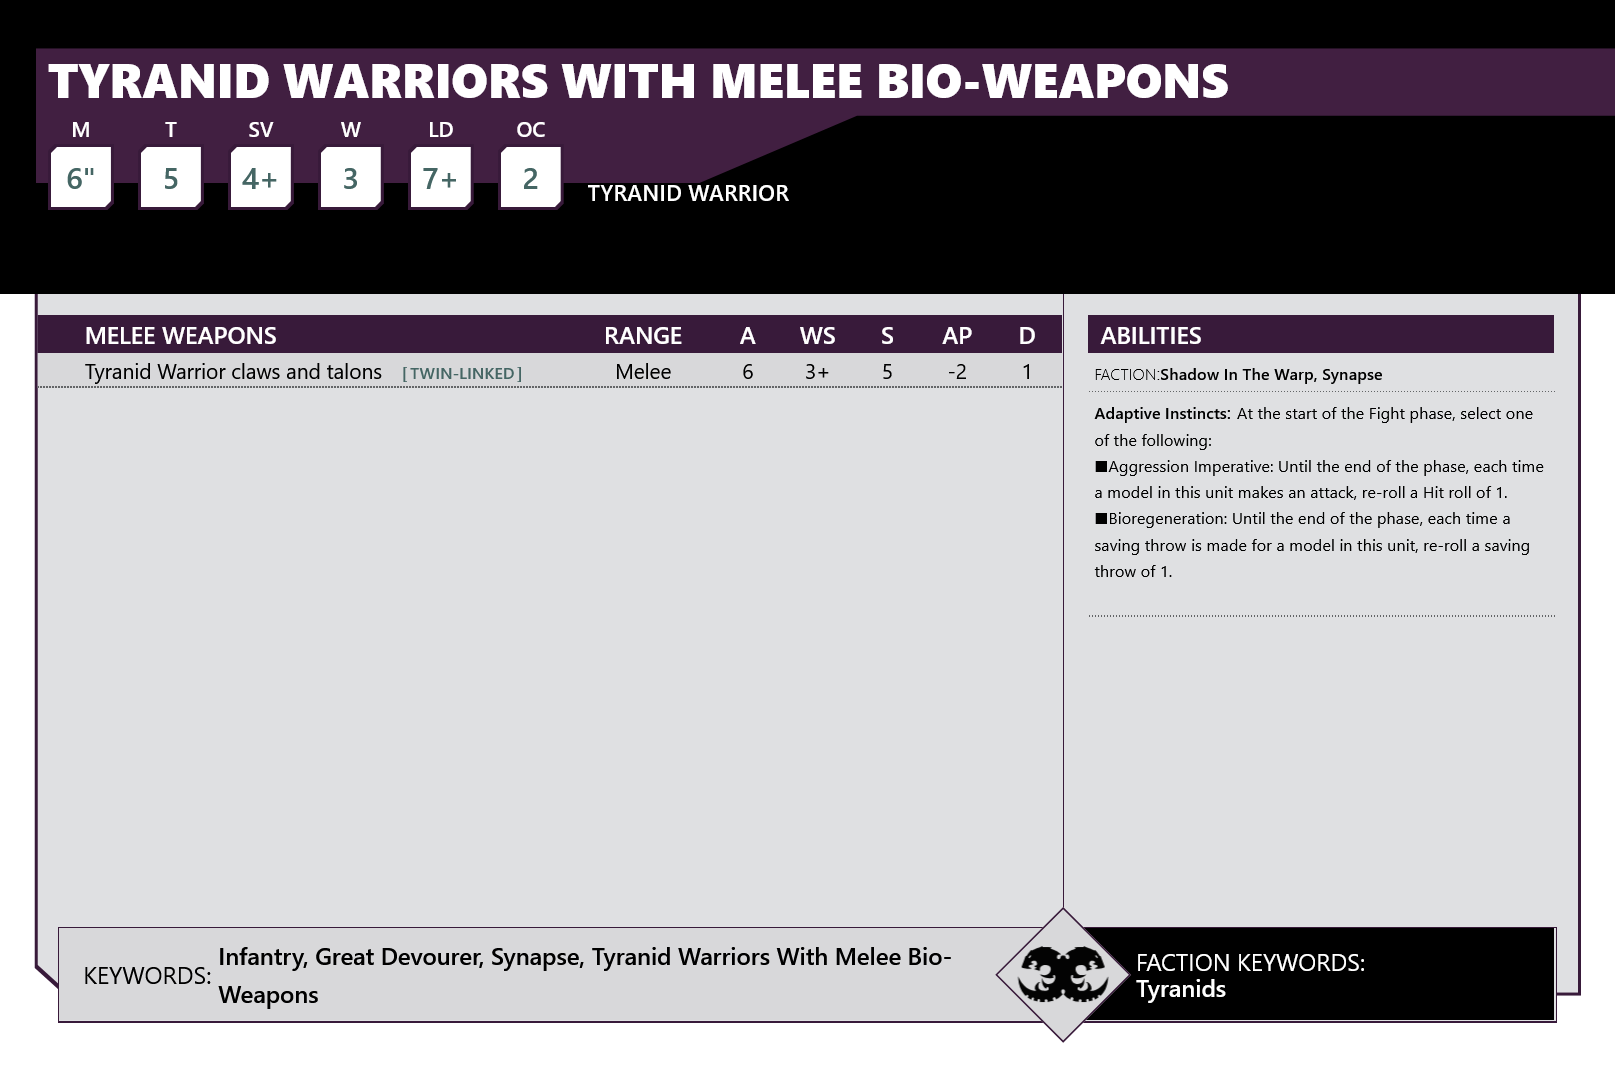 TYRANID WARRIORS WITH MELEE BIO-WEAPONS
M T SV W LD OC
6" 5 4+ 3 7+ 2
TYRANID WARRIOR
MELEE WEAPONS RANGE A WS S AP D
Tyranid Warrior claws and talons [TWIN-LINKED] Melee 6 3+ 5 -2 1
ABILITIES
FACTION:Shadow In The Warp, Synapse
Adaptive Instincts: At the start of the Fight phase, select one
of the following:
■Aggression Imperative: Until the end of the phase, each time
a model in this unit makes an attack, re-roll a Hit roll of 1.
■Bioregeneration: Until the end of the phase, each time a
saving throw is made for a model in this unit, re-roll a saving
throw of 1.
KEYWORDS: Infantry, Great Devourer, Synapse, Tyranid Warriors With Melee Bio-
Weapons
FACTION KEYWORDS:
Tyranids